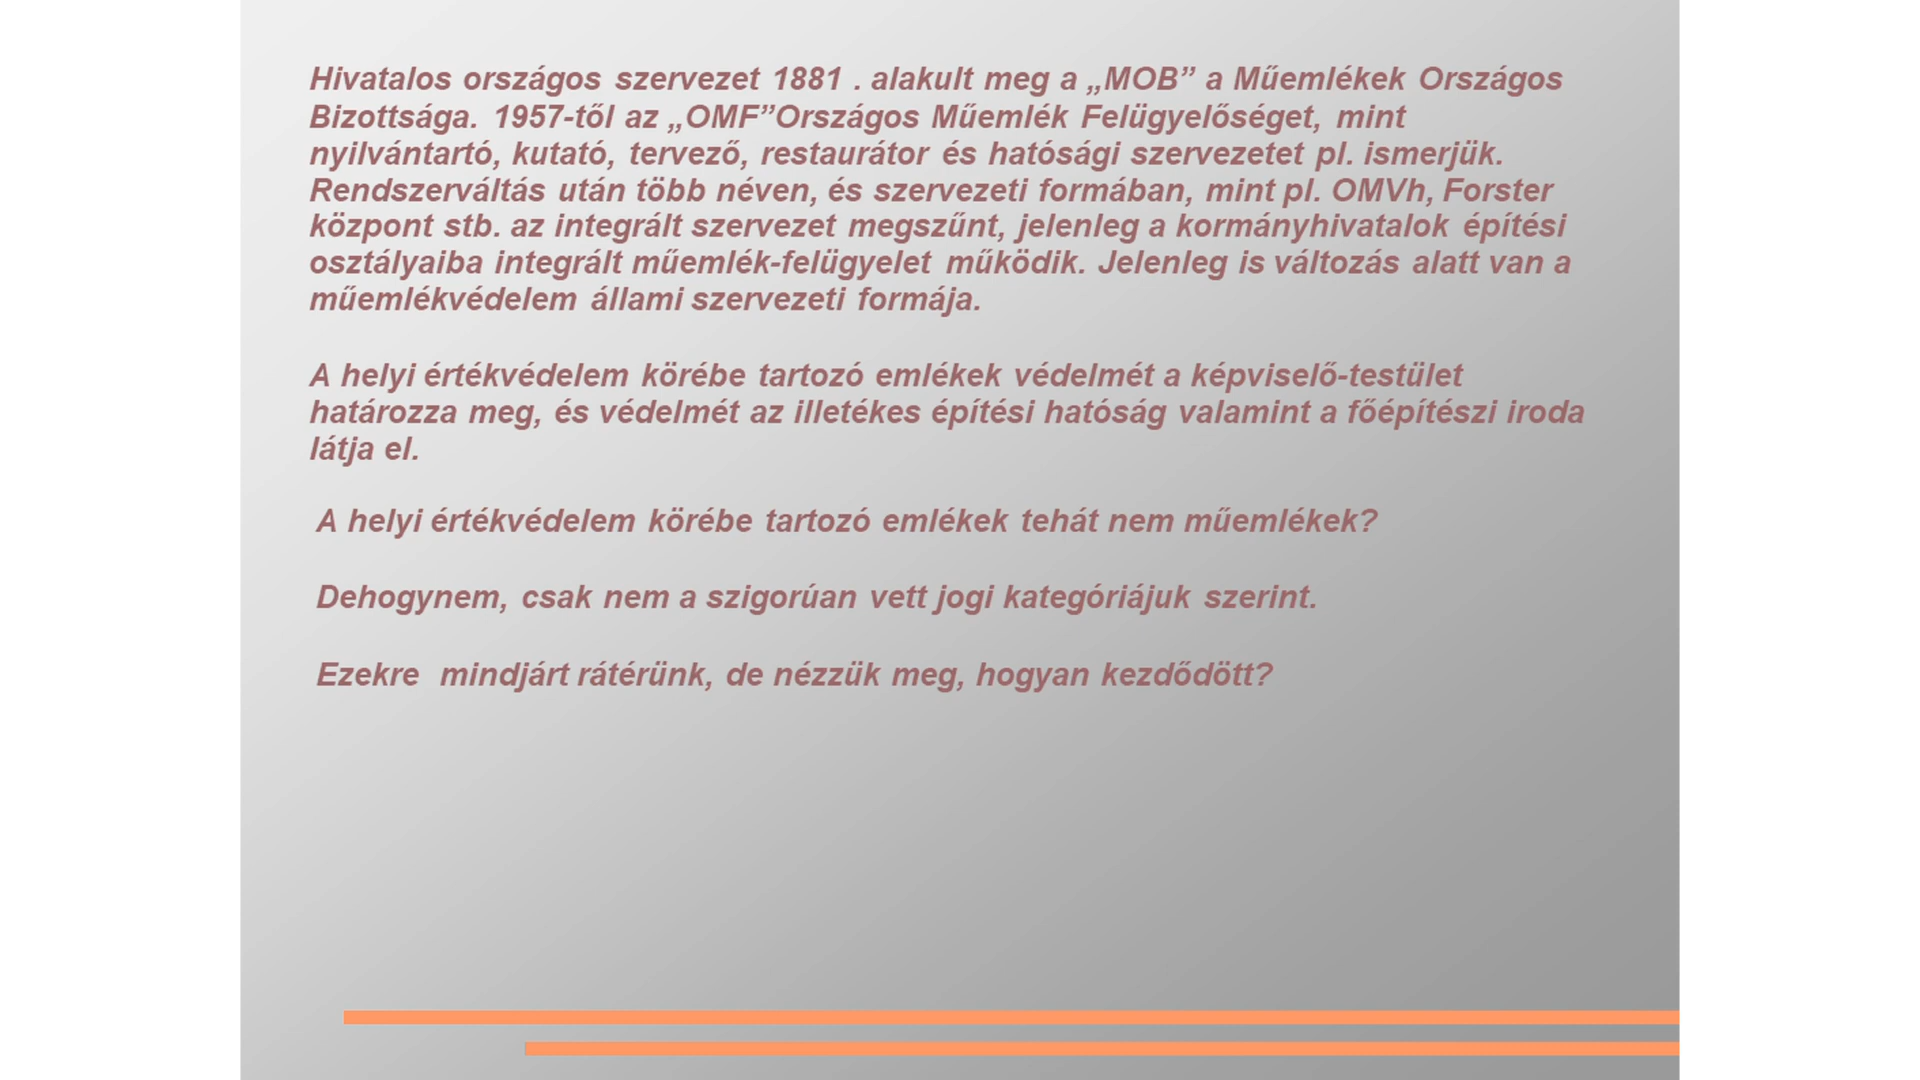 Hivatalos országos szervezet 1881 . alakult meg a „MOB” a Műemlékek Országos
Bizottsága. 1957-től az „OMF”Országos Műemlék Felügyelőséget, mint
nyilvántartó, kutató, tervező, restaurátor és hatósági szervezetet pl. ismerjük.
Rendszerváltás után több néven, és szervezeti formában, mint pl. OMVh, Forster
központ stb. az integrált szervezet megszűnt, jelenleg a kormányhivatalok építési
osztályaiba integrált műemlék-felügyelet működik. Jelenleg is változás alatt van a
műemlékvédelem állami szervezeti formája.
A helyi értékvédelem körébe tartozó emlékek védelmét a képviselő-testület
határozza meg, és védelmét az illetékes építési hatóság valamint a főépítészi iroda
látja el.
A helyi értékvédelem körébe tartozó emlékek tehát nem műemlékek?
Dehogynem, csak nem a szigorúan vett jogi kategóriájuk szerint.
Ezekre mindjárt rátérünk, de nézzük meg, hogyan kezdődött?